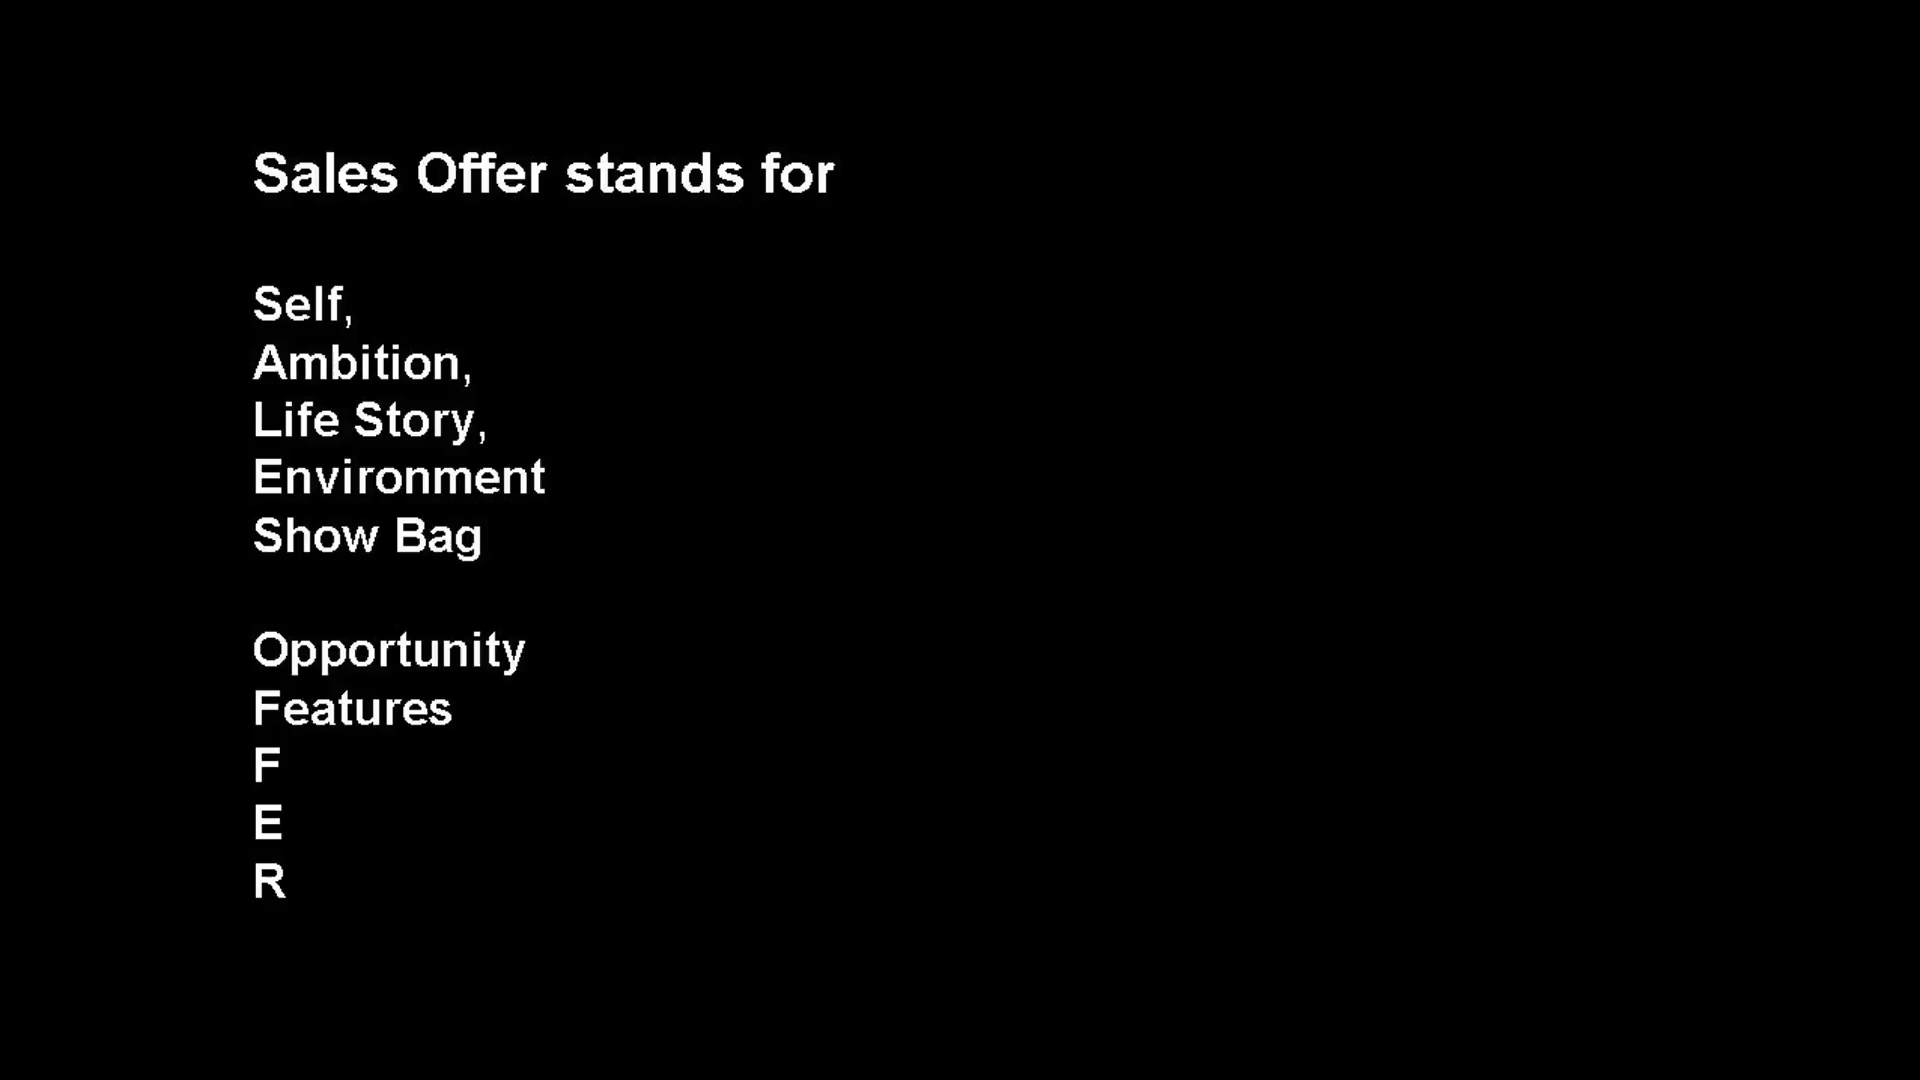 Sales Offer stands for
Self,
Ambition,
Life Story,
Environment
Show Bag
Opportunity
Features
F
E
R